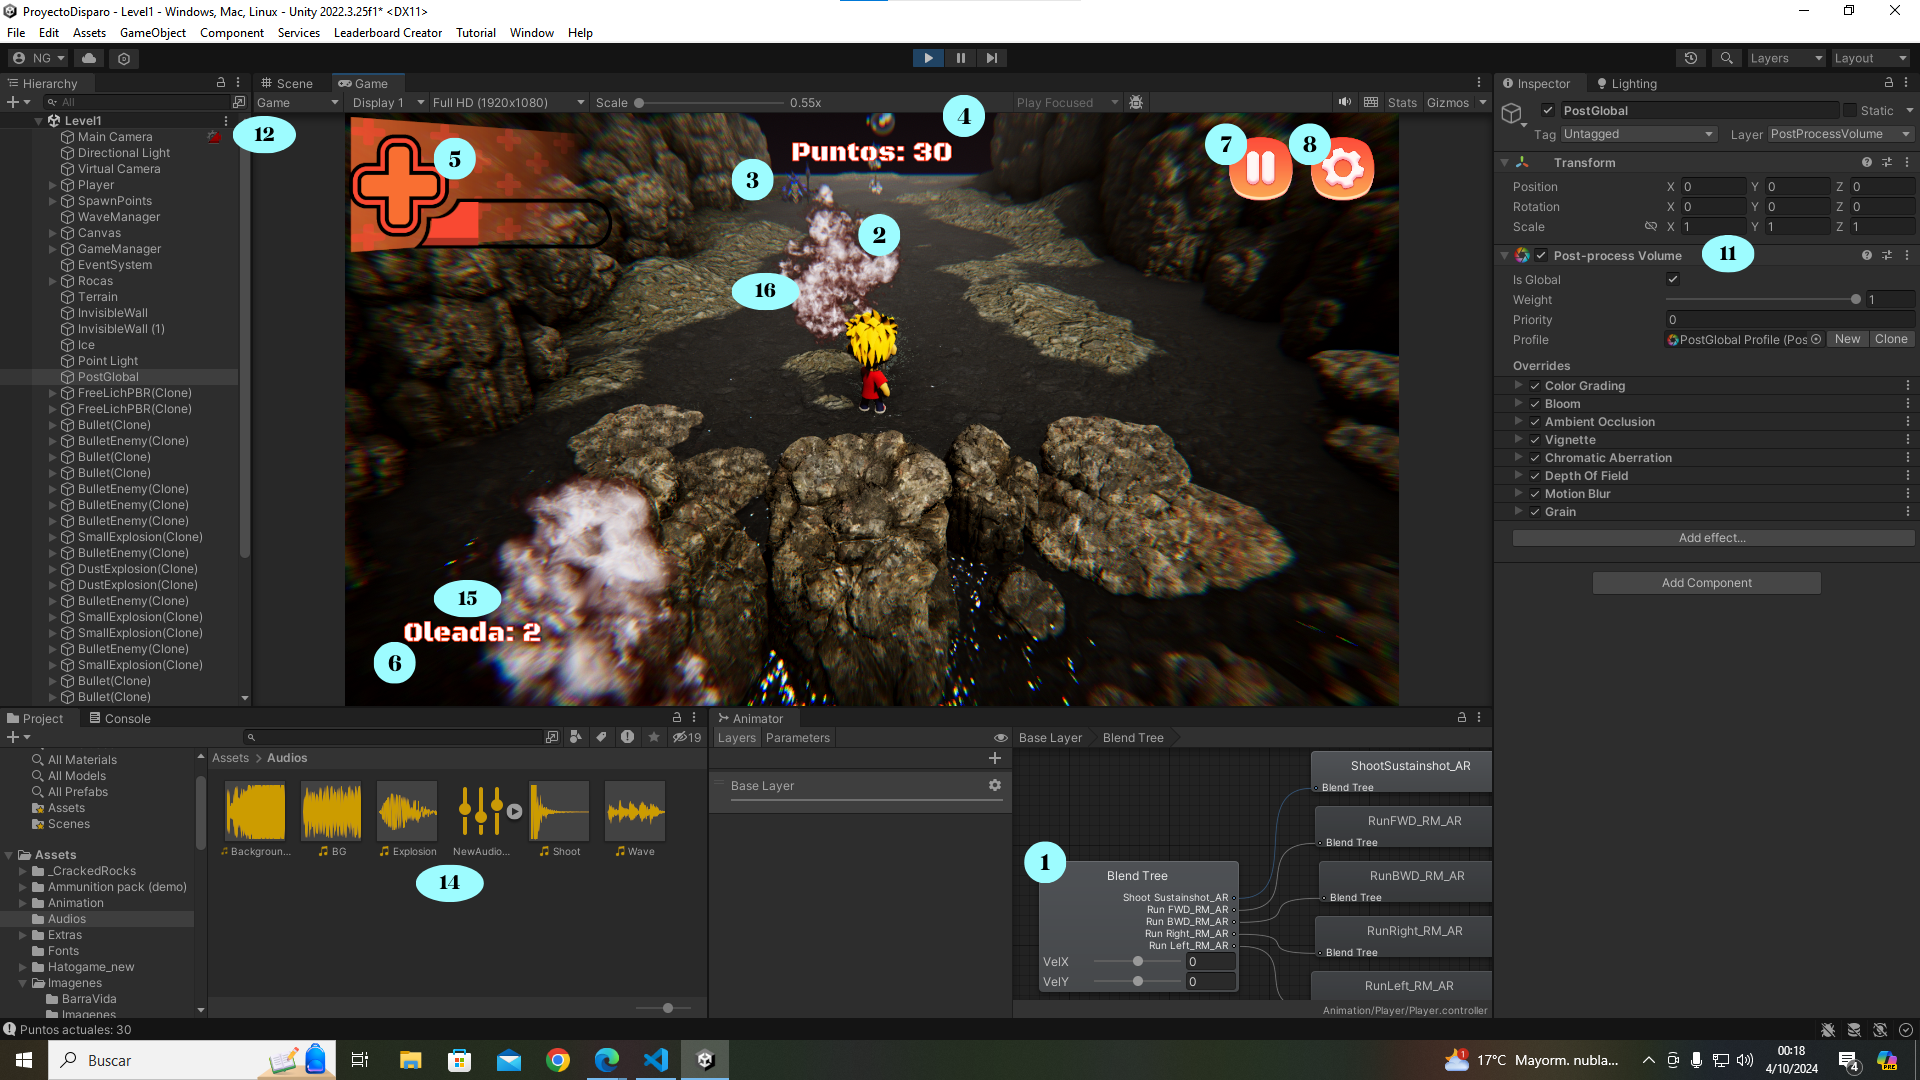 ProyectoDisparo - Level1 - Windows, Mac, Linux - Unity 2022.3.25f1* <DX11>
File Edit Assets GameObject Component Services Leaderboard Creator Tutorial Window Help
NG Layers Layout
Hierarchy
All
Level1
Main Camera
Directional Light
Virtual Camera
Player
SpawnPoints
WaveManager
Canvas
GameManager
EventSystem
Rocas
Terrain
InvisibleWall
InvisibleWall (1)
Ice
Point Light
PostGlobal
FreeLichPBR(Clone)
FreeLichPBR(Clone)
Bullet(Clone)
BulletEnemy(Clone)
Bullet(Clone)
Bullet(Clone)
BulletEnemy(Clone)
BulletEnemy(Clone)
BulletEnemy(Clone)
SmallExplosion(Clone)
BulletEnemy(Clone)
DustExplosion(Clone)
DustExplosion(Clone)
BulletEnemy(Clone)
SmallExplosion(Clone)
SmallExplosion(Clone)
BulletEnemy(Clone)
SmallExplosion(Clone)
Bullet(Clone)
Bullet(Clone)
12
Scene Game
Game Display 1 Full HD (1920x1080) Scale 0.55x Play Focused Stats Gizmos
4
Puntos: 30
5
7
8
3
2
16
15
Oleada: 2
6
Inspector Lighting
PostGlobal Static
Tag Untagged Layer PostProcessVolume
Transform
Position X 0 Y 0 Z 0
Rotation X 0 Y 0 Z 0
Scale X 1 Y 1 Z 1
Post-process Volume
11
Is Global
Weight 1
Priority 0
Profile PostGlobal Profile (Pos New Clone
Overrides
Color Grading
Bloom
Ambient Occlusion
Vignette
Chromatic Aberration
Depth Of Field
Motion Blur
Grain
Add effect...
Add Component
Project Console
19
All Materials
All Models
All Prefabs
Assets
Scenes
Assets
_CrackedRocks
Ammunition pack (demo)
Animation
Audios
Extras
Fonts
Hatogame_new
Imagenes
BarraVida
Imagenes
Assets > Audios
Backgroun... BG Explosion NewAudio... Shoot Wave
14
Animator
Layers Parameters
Base Layer Blend Tree
Base Layer
1
Blend Tree
Shoot Sustainshot_AR
Run FWD_RM_AR
Run BWD_RM_AR
Run Right_RM_AR
Run Left_RM_AR
VelX 0
VelY 0
ShootSustainshot_AR
Blend Tree
RunFWD_RM_AR
Blend Tree
RunBWD_RM_AR
Blend Tree
RunRight_RM_AR
Blend Tree
RunLeft_RM_AR
Animation/Player/Player.controller
Puntos actuales: 30
Buscar
1
17°C Mayorm. nubla...
00:18
4/10/2024
4
PRE